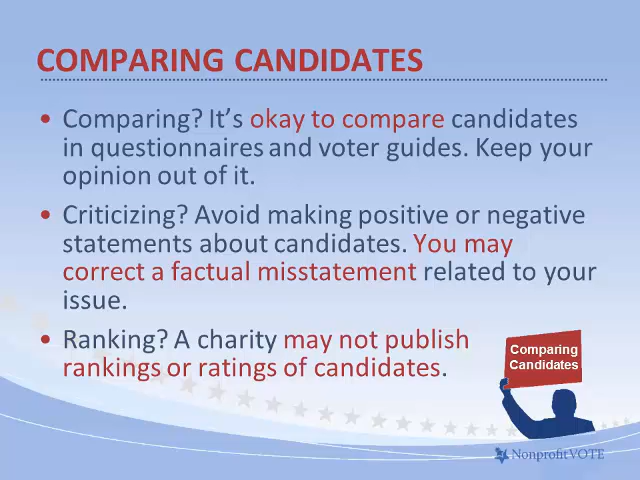 COMPARING CANDIDATES
• Comparing? It's okay to compare candidates
in questionnaires and voter guides. Keep your
opinion out of it.
• Criticizing? Avoid making positive or negative
statements about candidates. You may
correct a factual misstatement related to your
issue.
• Ranking? A charity may not publish
rankings or ratings of candidates.
Comparing
Candidates
NonprofitVOTE